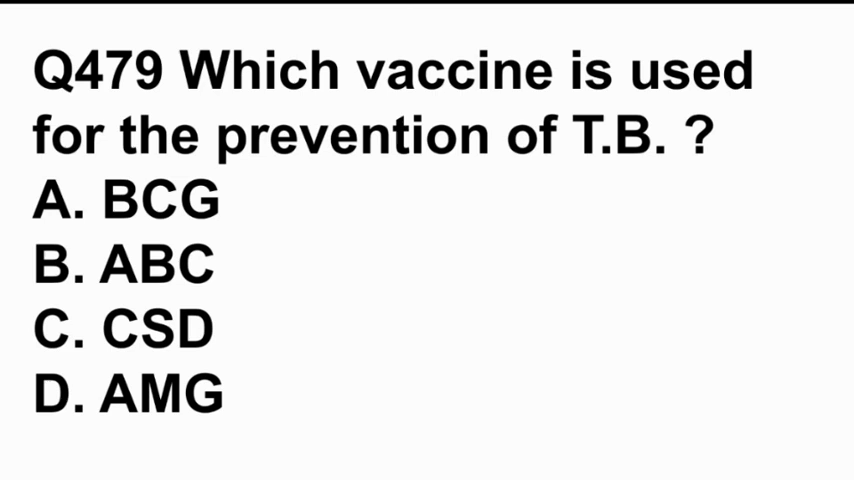 Q479 Which vaccine is used
for the prevention of T.B. ?
A. BCG
B. ABC
C. CSD
D. AMG